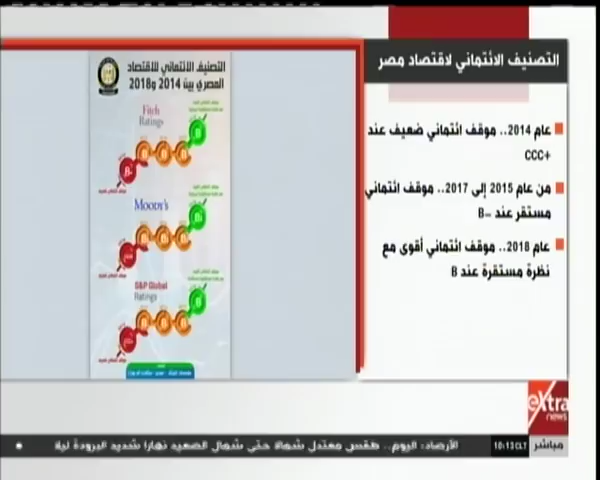 التصنيف الائتماني لاقتصاد مصر
عام 2014.. موقف ائتماني ضعيف عند
CCC+
من عام 2015 إلى 2017.. موقف ائتماني
مستقر عند B-
عام 2018.. موقف ائتماني أقوى مع
نظرة مستقرة عند B
التصنيف الائتماني للاقتصاد
المصري بين 2014 و2018
Fitch
Ratings
Moody's
S&P Global
Ratings
eXtra
news
مباشر
10:13CLT
الأرصاد: اليوم.. طقس معتدل شمالا حتى شمال الصعيد نهارا شديد البرودة ليلا